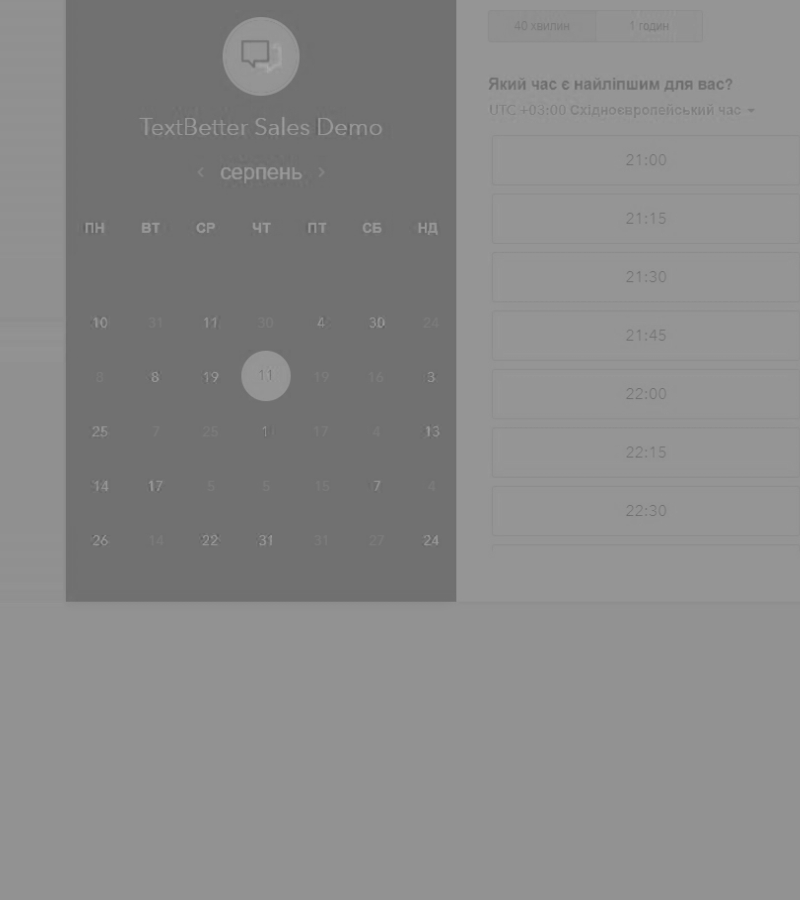 TextBetter Sales Demo
‹ серпень ›
ПН ВТ СР ЧТ ПТ СБ НД
10 31 11 30 4 30 24
8 8 19 11 19 16 3
25 7 25 1 17 4 13
14 17 5 5 15 7 4
26 14 22 31 31 27 24
40 хвилин 1 годин
Який час є найліпшим для вас?
UTC +03:00 Східноєвропейський час
21:00
21:15
21:30
21:45
22:00
22:15
22:30